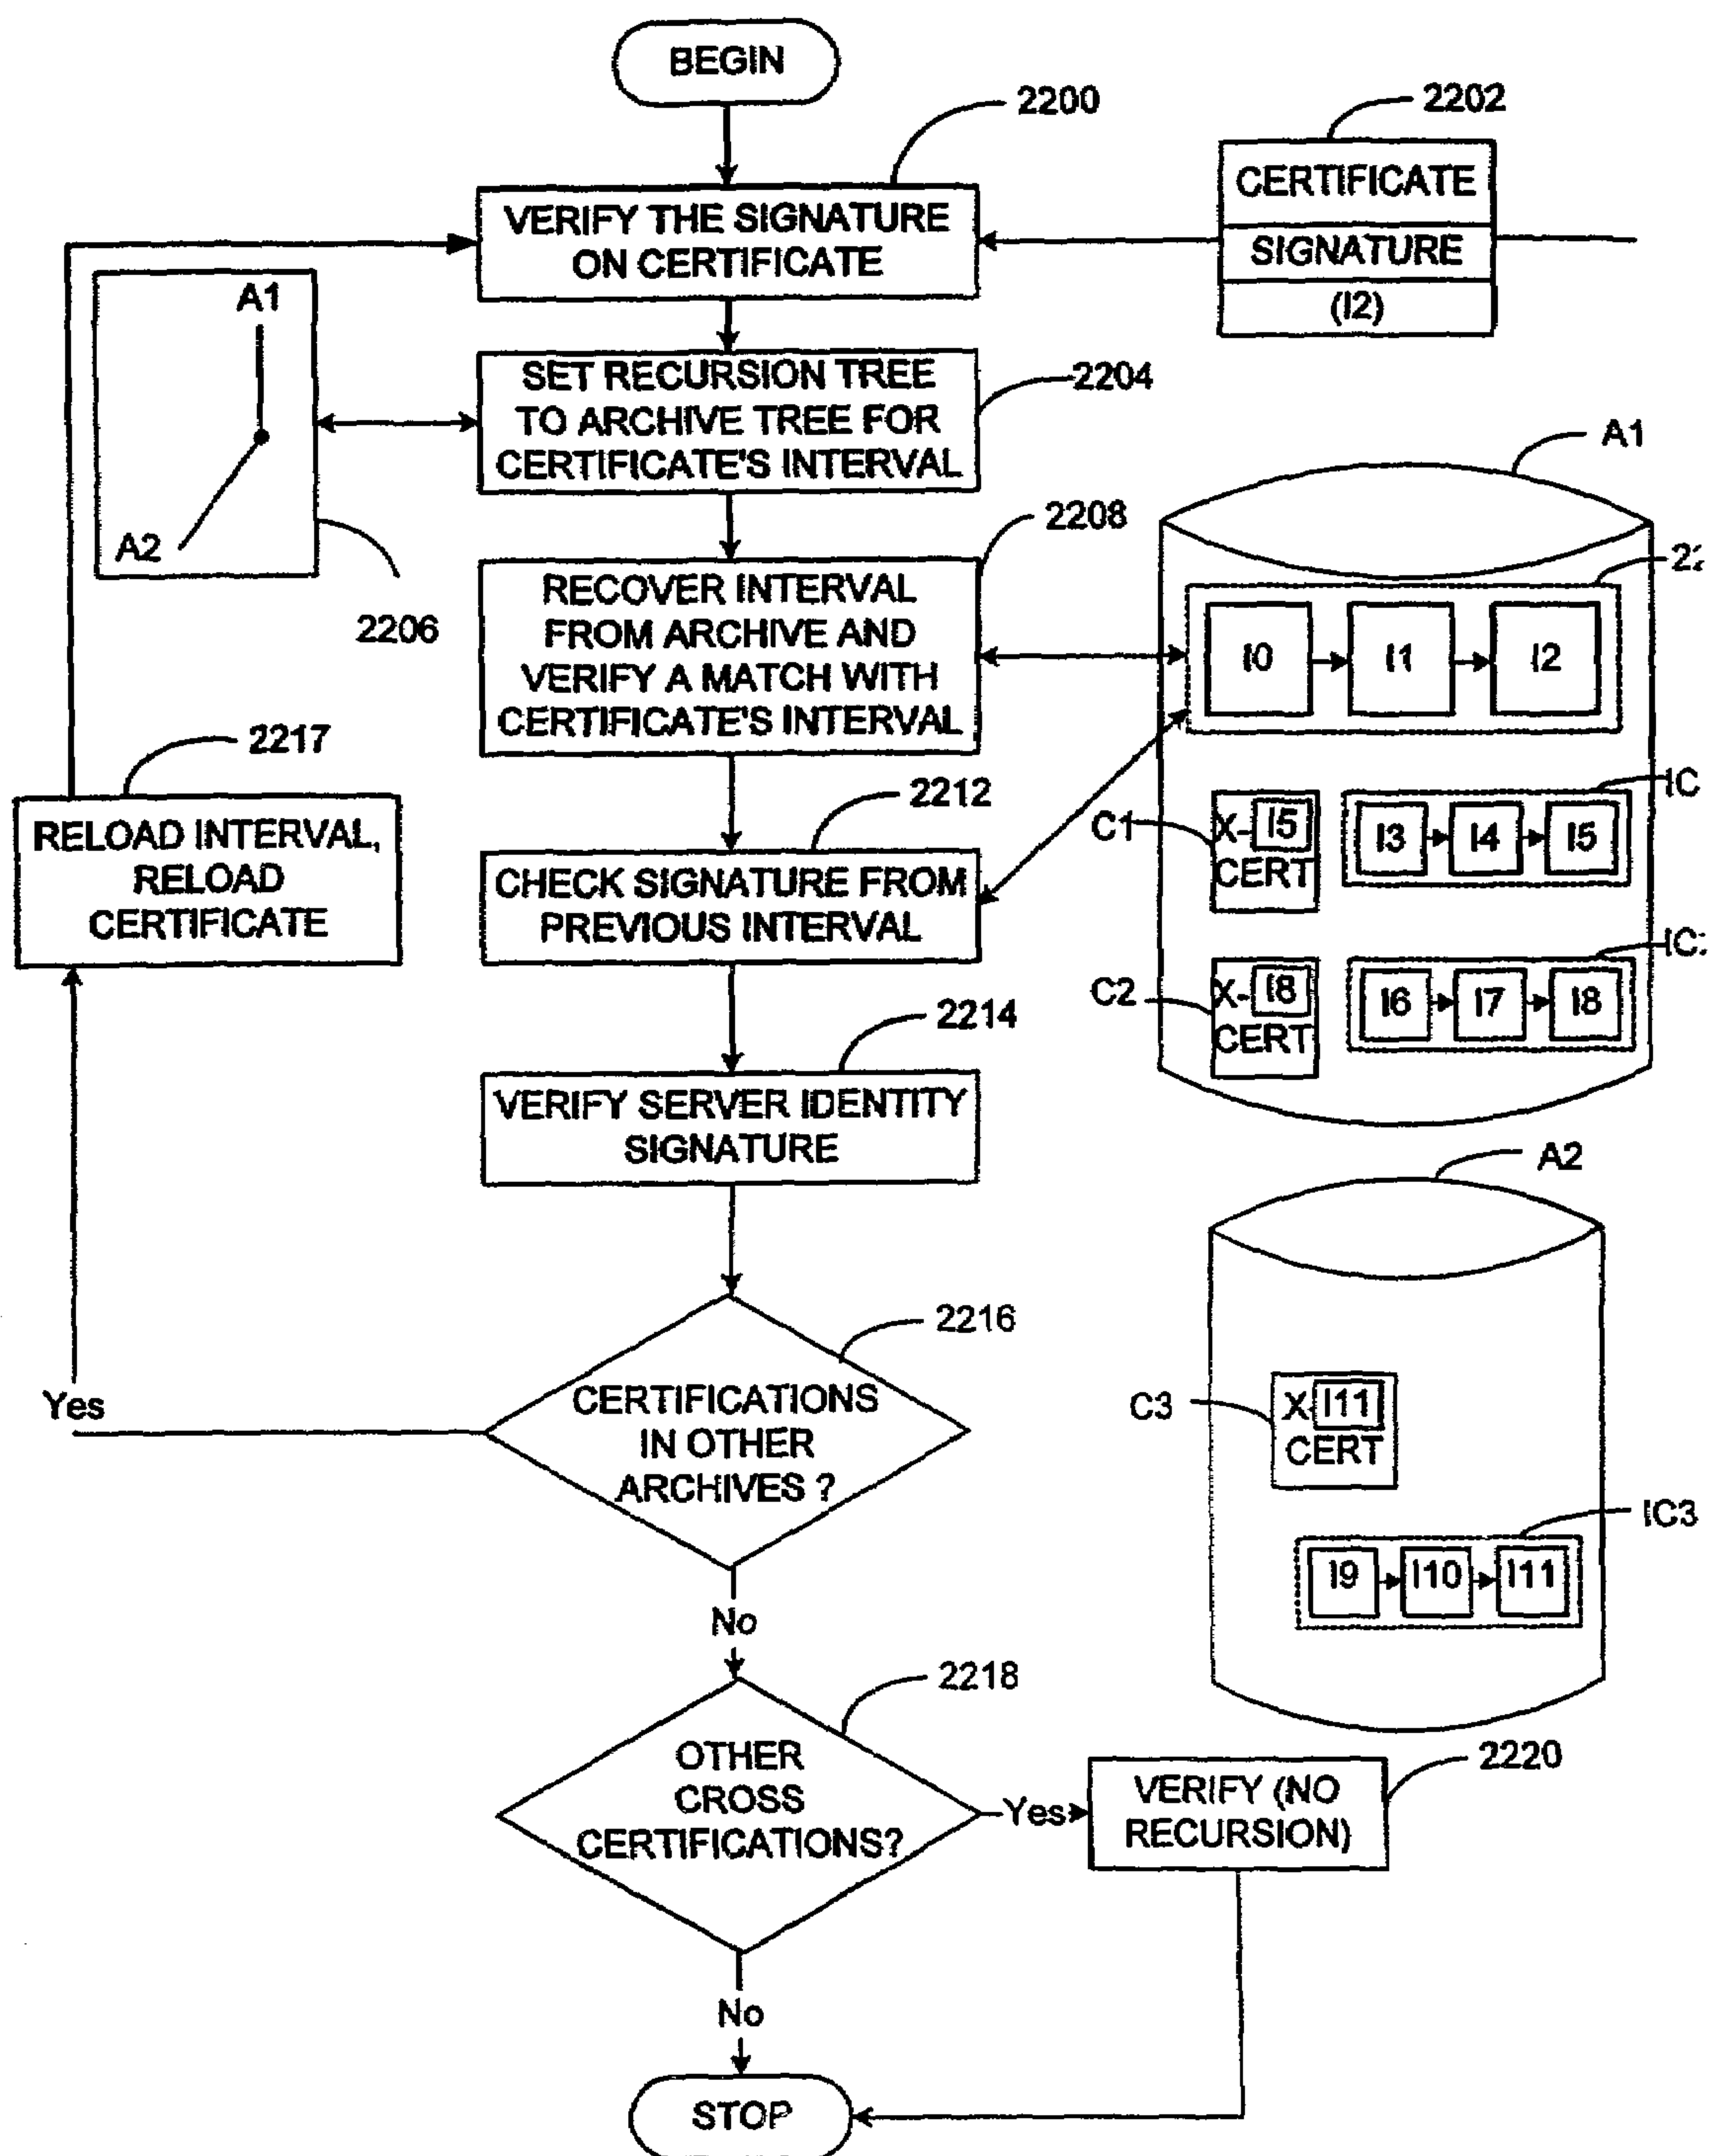 BEGIN
2200
2202
CERTIFICATE
SIGNATURE
(I2)
VERIFY THE SIGNATURE
ON CERTIFICATE
A1
A2
2206
SET RECURSION TREE
TO ARCHIVE TREE FOR
CERTIFICATE'S INTERVAL
2204
A1
2208
RECOVER INTERVAL
FROM ARCHIVE AND
VERIFY A MATCH WITH
CERTIFICATE'S INTERVAL
I0
I1
I2
2217
RELOAD INTERVAL,
RELOAD
CERTIFICATE
2212
CHECK SIGNATURE FROM
PREVIOUS INTERVAL
C1
X- I5
CERT
IC
I3
I4
I5
C2
X- I8
CERT
IC
I6
I7
I8
2214
VERIFY SERVER IDENTITY
SIGNATURE
A2
2216
CERTIFICATIONS
IN OTHER
ARCHIVES ?
Yes
No
C3
X I11
CERT
IC3
I9
I10
I11
2218
OTHER
CROSS
CERTIFICATIONS?
Yes
2220
VERIFY (NO
RECURSION)
No
STOP